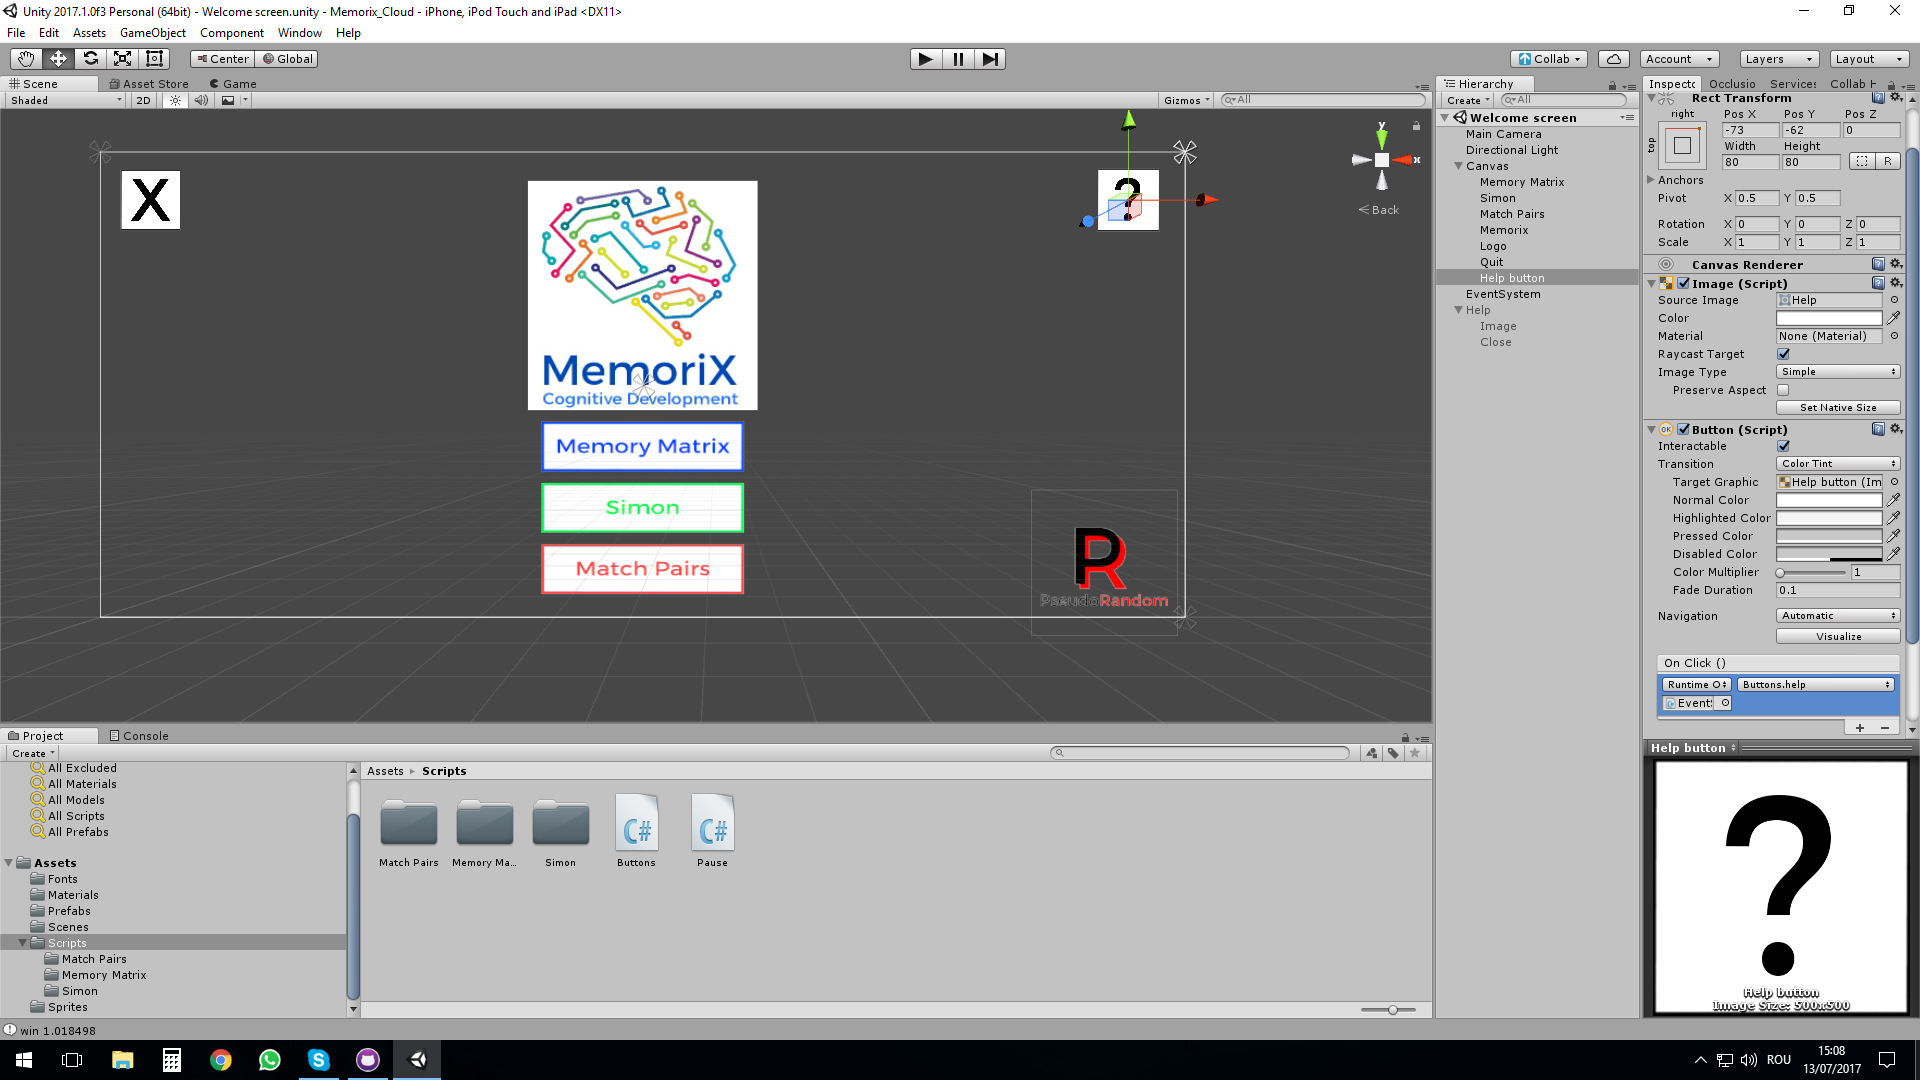 Unity 2017.1.0f3 Personal (64bit) - Welcome screen.unity - Memorix_Cloud - iPhone, iPod Touch and iPad <DX11>
File Edit Assets GameObject Component Window Help
Center Global Collab Account Layers Layout
Scene Asset Store Game
Shaded 2D Gizmos All
X
?
y
x
Back
MemoriX
Cognitive Development
Memory Matrix
Simon
Match Pairs
R
PseudoRandom
Hierarchy
Create All
Welcome screen
Main Camera
Directional Light
Canvas
Memory Matrix
Simon
Match Pairs
Memorix
Logo
Quit
Help button
EventSystem
Help
Image
Close
Inspecto Occlusio Services Collab H
Rect Transform
right Pos X Pos Y Pos Z
top -73 -62 0
Width Height
80 80 R
Anchors
Pivot X 0.5 Y 0.5
Rotation X 0 Y 0 Z 0
Scale X 1 Y 1 Z 1
Canvas Renderer
Image (Script)
Source Image Help
Color
Material None (Material)
Raycast Target
Image Type Simple
Preserve Aspect
Set Native Size
OK Button (Script)
Interactable
Transition Color Tint
Target Graphic Help button (Im
Normal Color
Highlighted Color
Pressed Color
Disabled Color
Color Multiplier 1
Fade Duration 0.1
Navigation Automatic
Visualize
On Click ()
Runtime O Buttons.help
Event
+ −
Help button
?
Help button
Image Size: 500x500
Project Console
Create
All Excluded
All Materials
All Models
All Scripts
All Prefabs
Assets
Fonts
Materials
Prefabs
Scenes
Scripts
Match Pairs
Memory Matrix
Simon
Sprites
Assets Scripts
C# C#
Match Pairs Memory Ma... Simon Buttons Pause
win 1.018498
ROU
15:08
13/07/2017